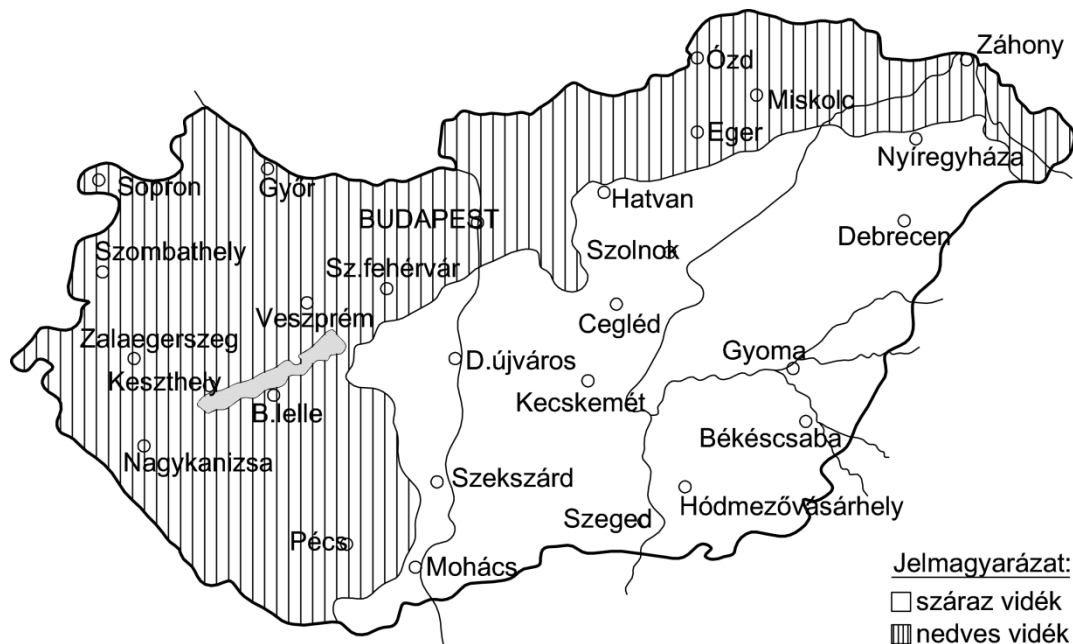 Ózd
Záhony
Miskolc
Eger
Nyíregyháza
Sopron
Győr
Hatvan
BUDAPEST
Debrecen
Szombathely
Szolnok
Sz.fehérvár
Veszprém
Cegléd
Zalaegerszeg
D.újváros
Gyoma
Keszthely
Kecskemét
B.lelle
Békéscsaba
Nagykanizsa
Szekszárd
Hódmezővásárhely
Szeged
Pécs
Mohács
Jelmagyarázat:
száraz vidék
nedves vidék